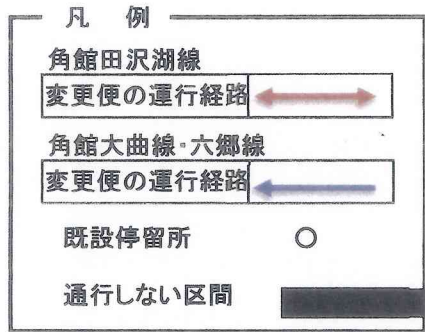 凡　例
角館田沢湖線
変更便の運行経路
角館大曲線・六郷線
変更便の運行経路
既設停留所　○
通行しない区間